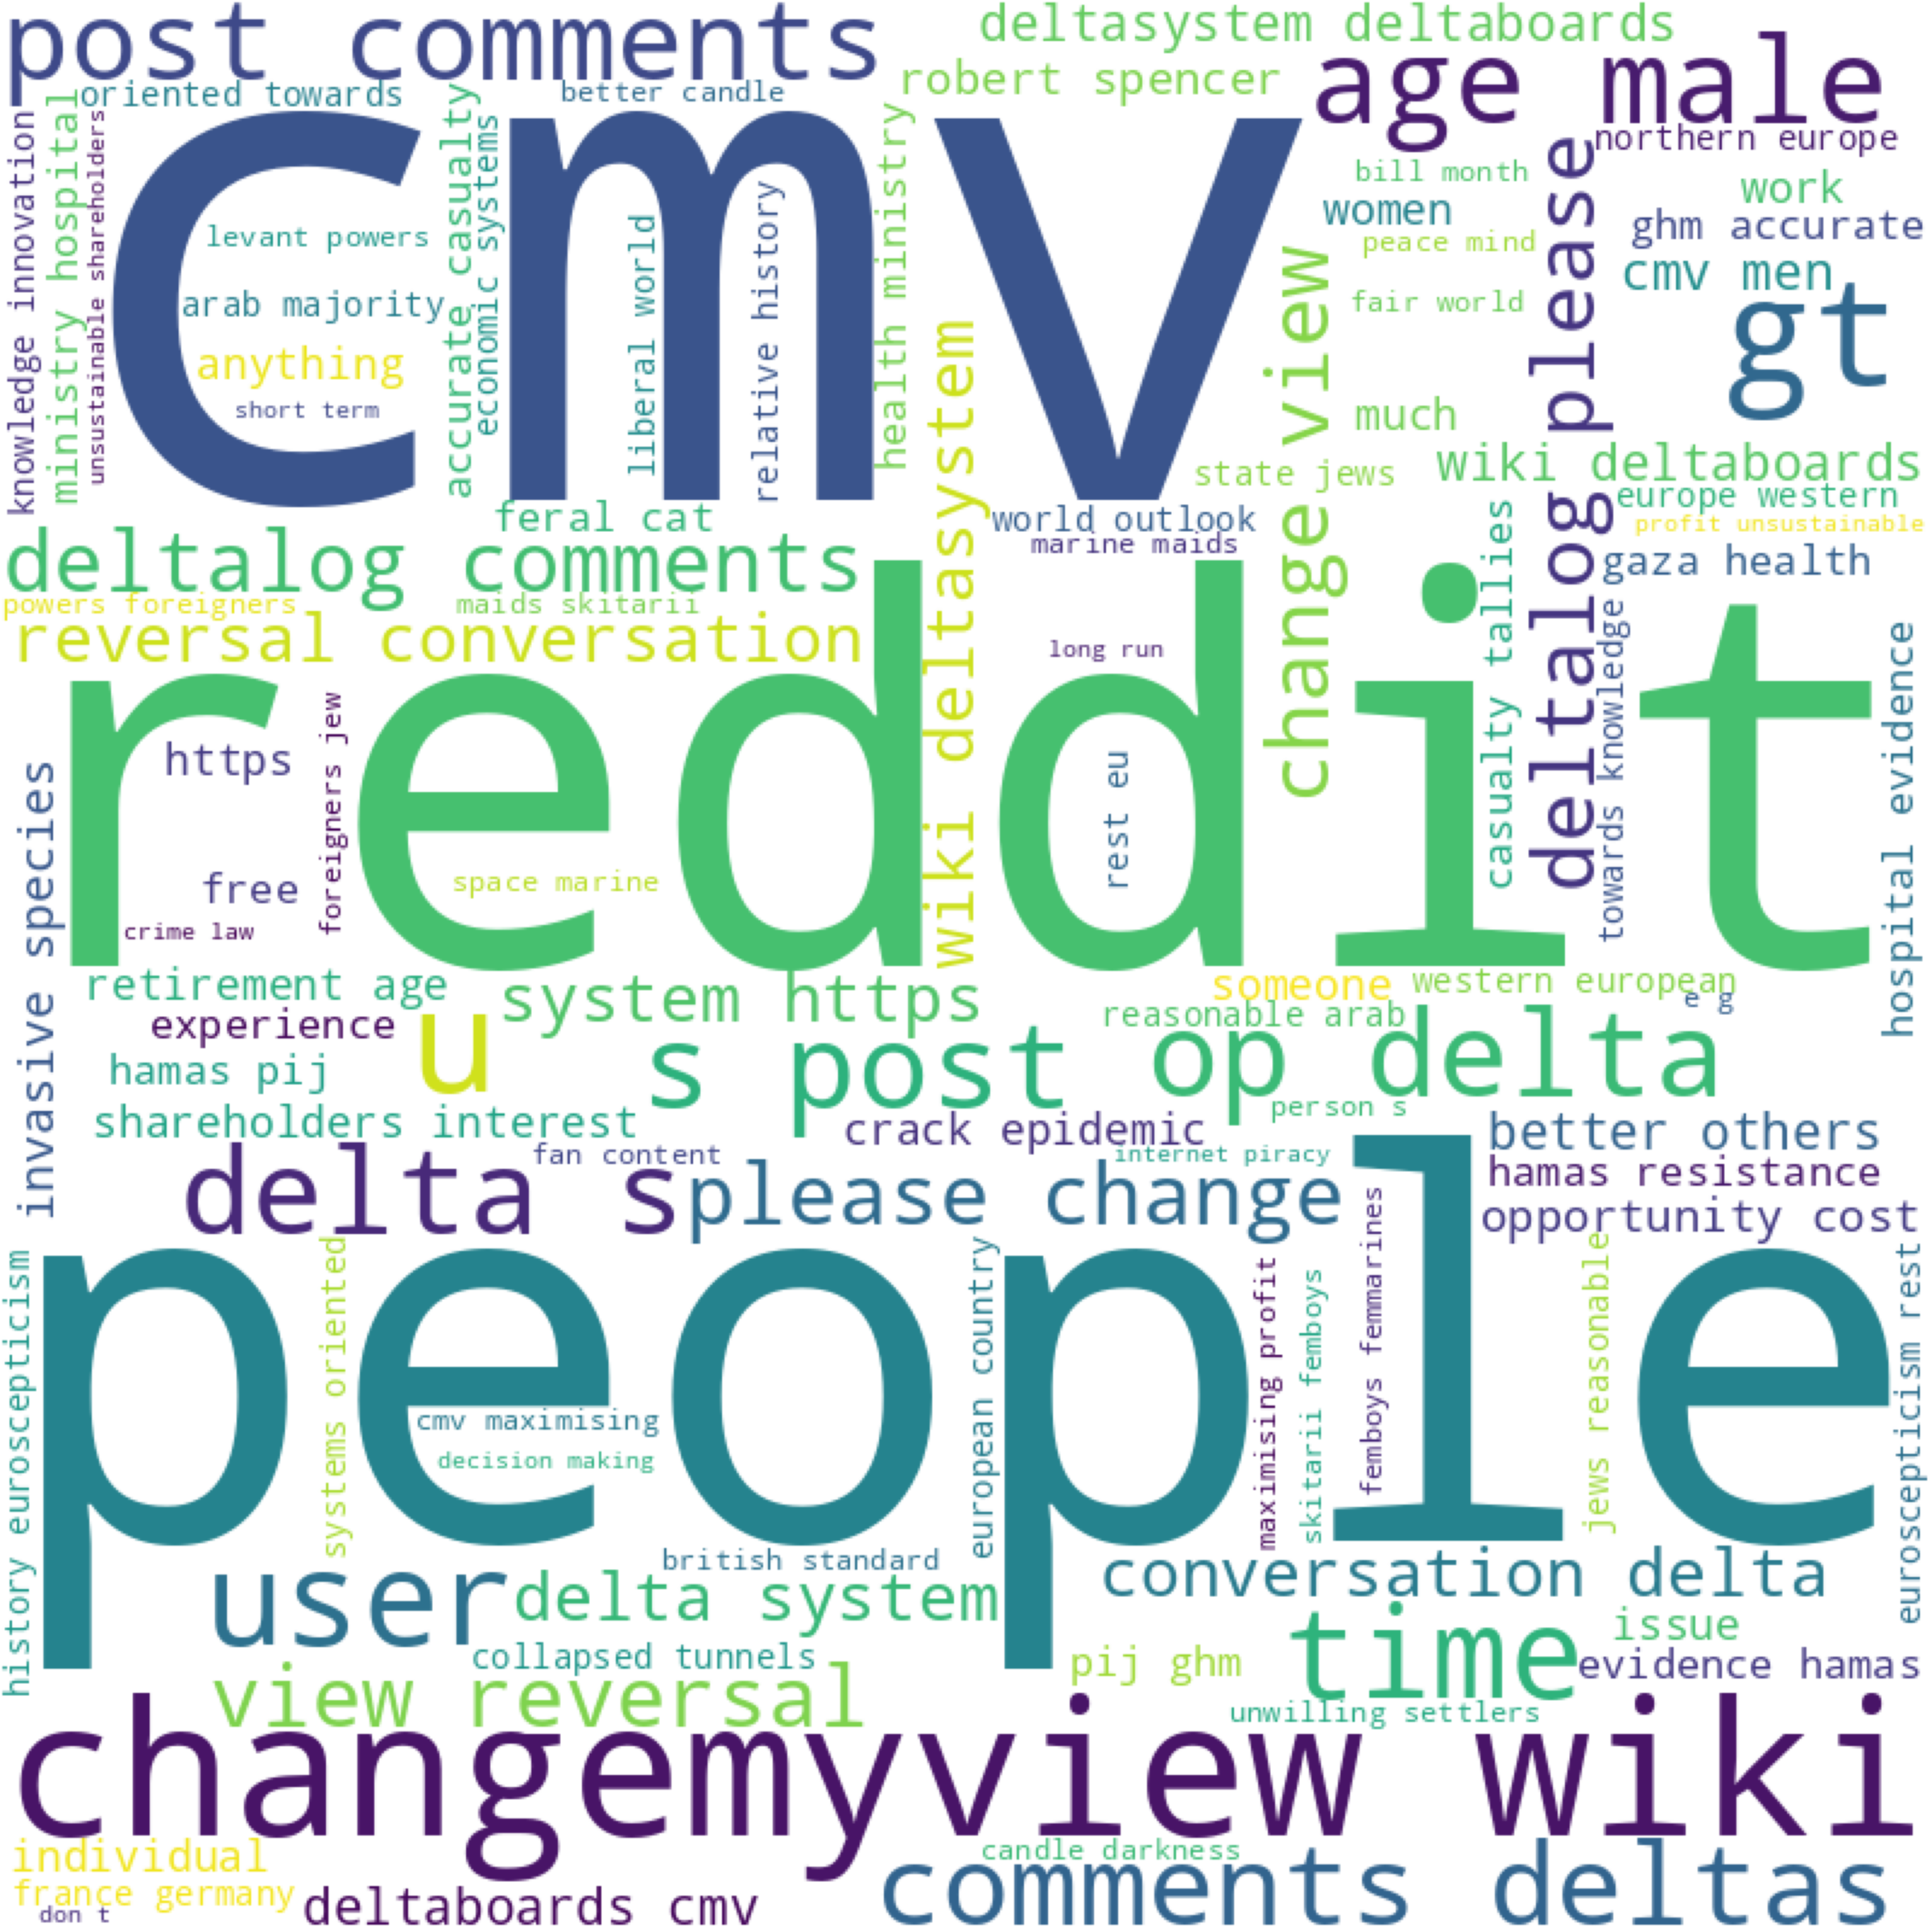 post comments
deltasystem deltaboards
age male
oriented towards
better candle
robert spencer
northern europe
cmv
knowledge innovation
ministry hospital
unsustainable shareholders
levant powers
arab majority
anything
short term
accurate casualty
economic systems
liberal world
relative history
health ministry
wiki deltasystem
change view
bill month
women
peace mind
fair world
much
deltalog please
work
ghm accurate
cmv men
gt
state jews
wiki deltaboards
europe western
profit unsustainable
gaza health
feral cat
world outlook
marine maids
deltalog comments
powers foreigners
maids skitarii
reversal conversation
long run
casualty tallies
towards knowledge
hospital evidence
reddit
invasive species
https
foreigners jew
free
space marine
crime law
rest eu
retirement age
system https
someone
western european
e g
experience
u
reasonable arab
hamas pij
s post
op delta
shareholders interest
crack epidemic
person s
better others
delta s
fan content
please change
internet piracy
hamas resistance
opportunity cost
people
history euroscepticism
systems oriented
cmv maximising
decision making
european country
maximising profit
skitarii femboys
femboys femmarines
jews reasonable
euroscepticism rest
user
british standard
delta system
conversation delta
collapsed tunnels
time
issue
view reversal
pij ghm
evidence hamas
unwilling settlers
changemyview wiki
individual
candle darkness
france germany
deltaboards cmv
comments deltas
don t